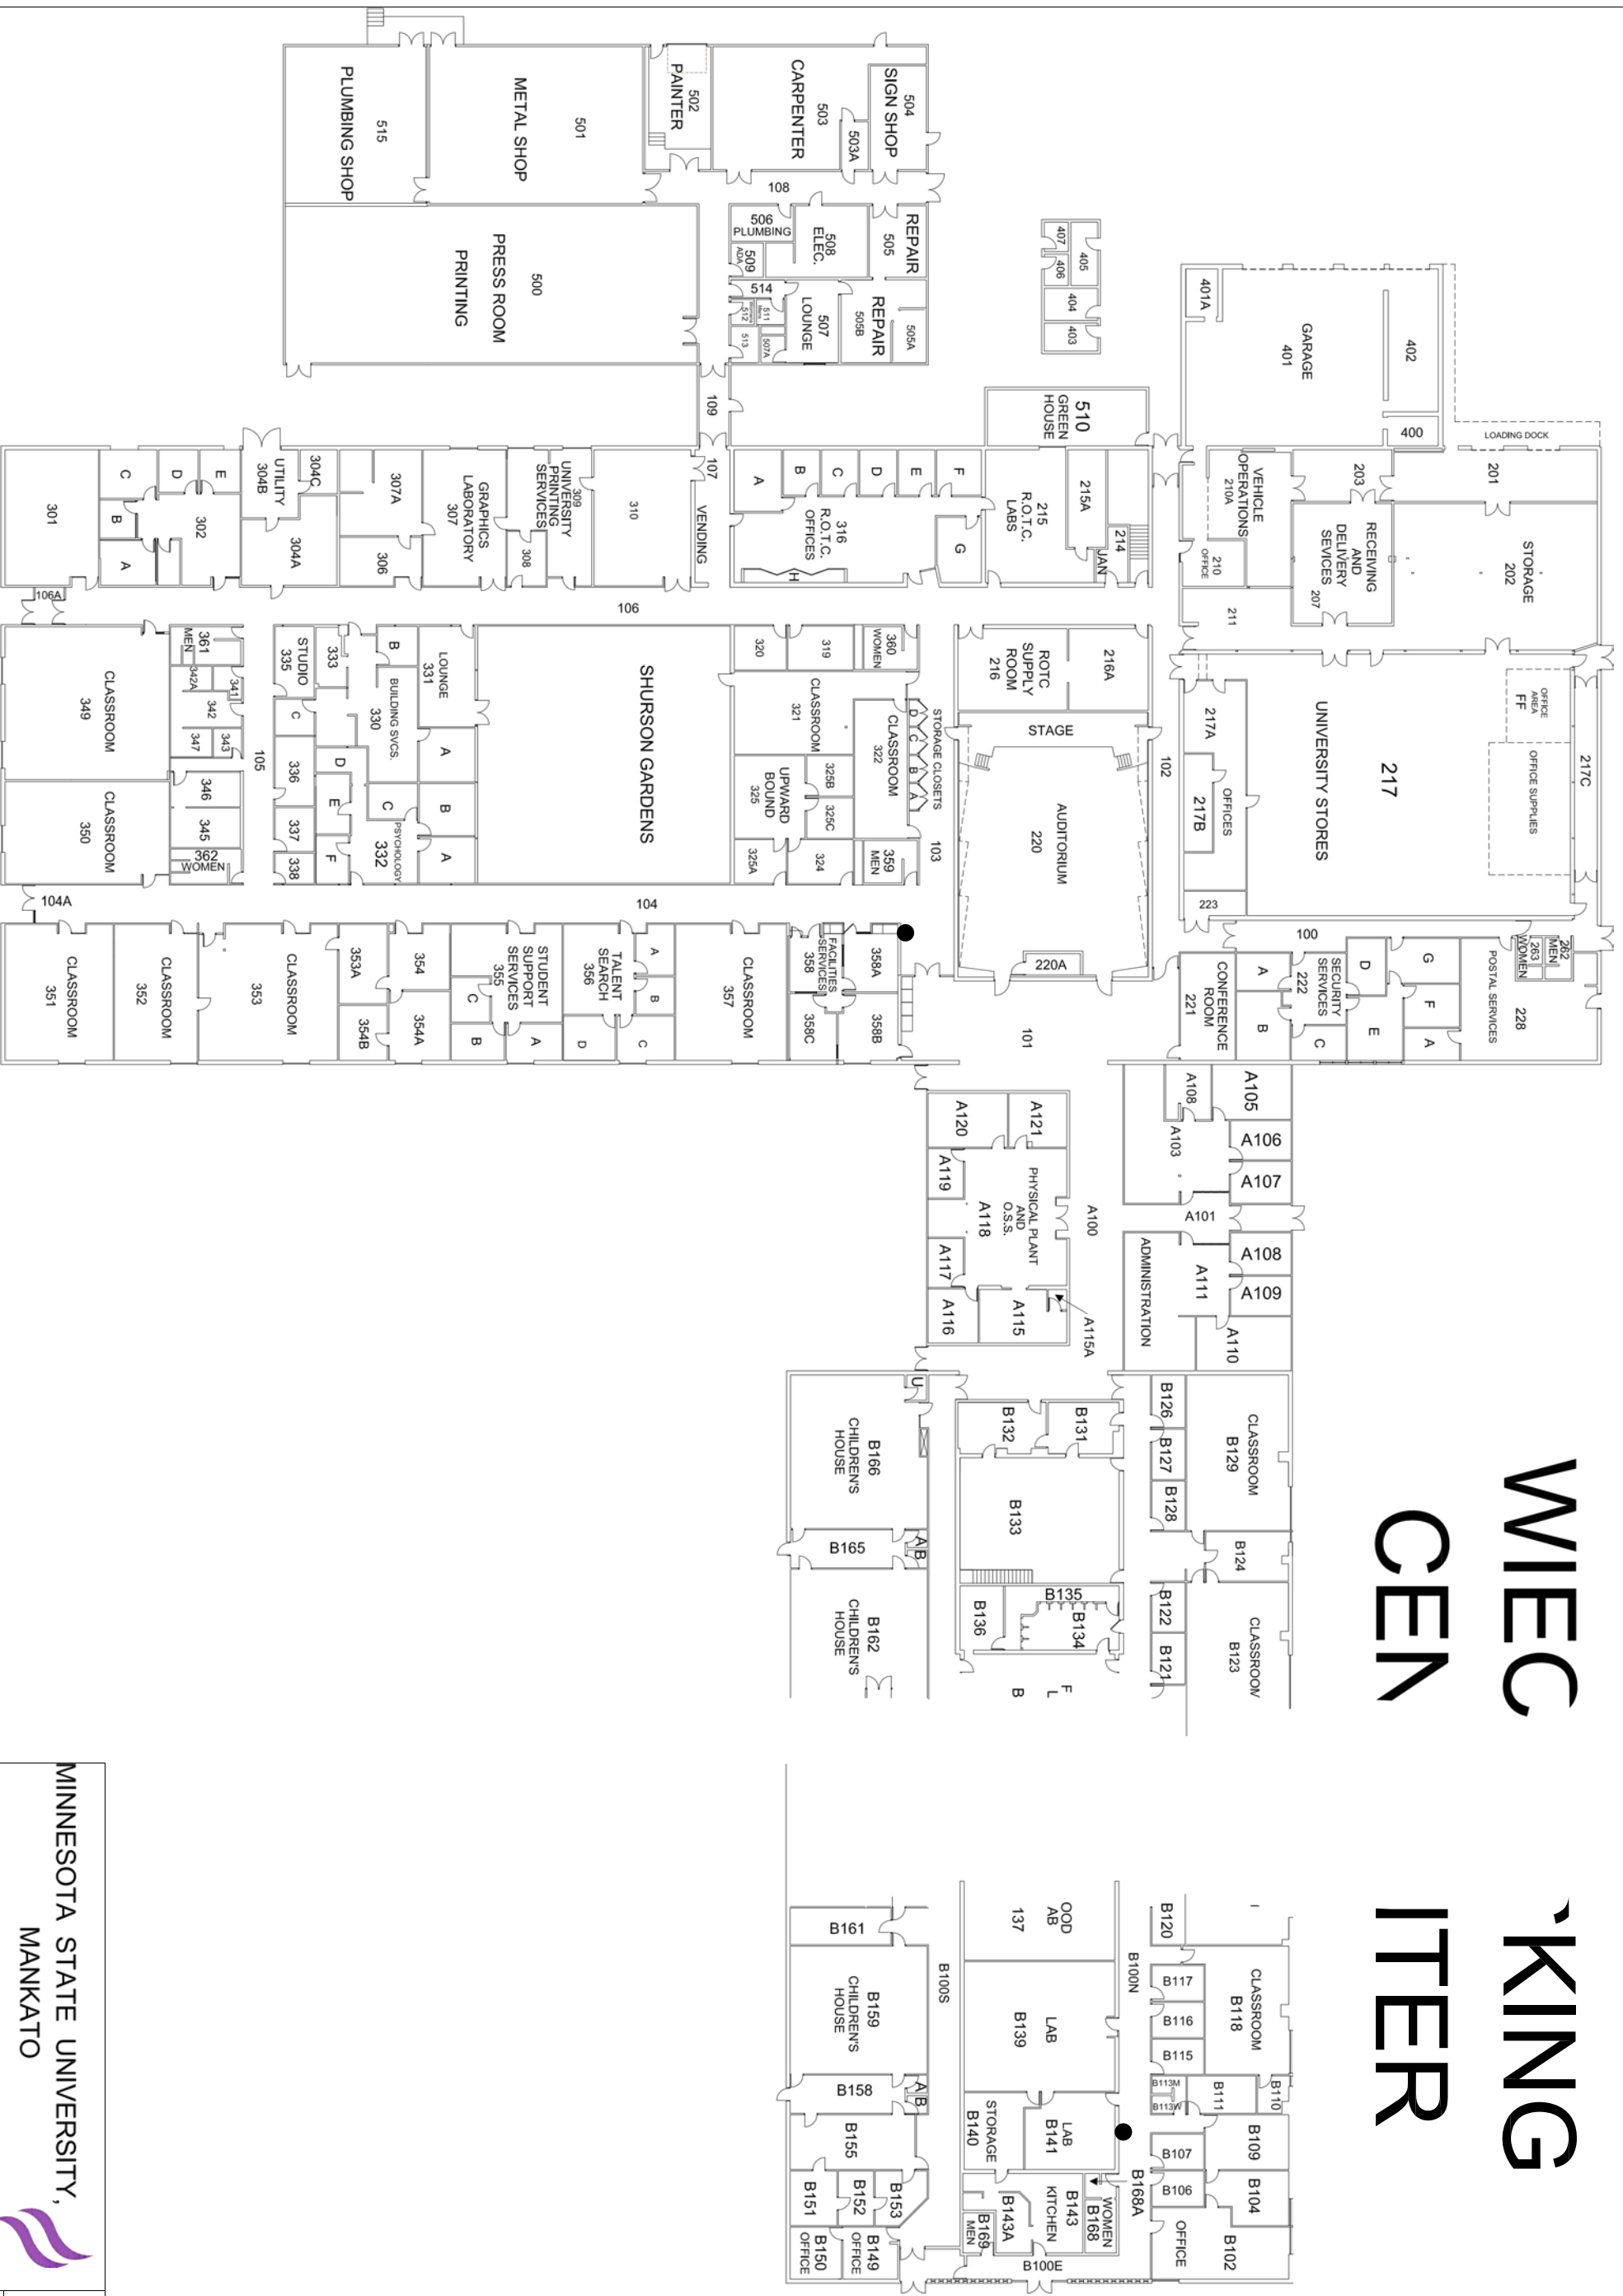 WIECKING
CENTER
PLUMBING SHOP
515
METAL SHOP
501
PAINTER
502
CARPENTER
503
503A
SIGN SHOP
504
108
PRINTING
PRESS ROOM
500
506
PLUMBING
509
ADA
508
ELEC.
505
REPAIR
514
512
511
Mens
513
507A
507
LOUNGE
505B
REPAIR
505A
407
406
405
404
403
401A
GARAGE
401
402
400
LOADING DOCK
109
510
GREEN
HOUSE
107
VENDING
301
302
A
B
C
D
E
304B
UTILITY
304C
304A
307A
306
307
GRAPHICS
LABORATORY
308
309
UNIVERSITY
PRINTING
SERVICES
310
316
R.O.T.C.
OFFICES
A
B
C
D
E
F
G
H
215
R.O.T.C.
LABS
215A
214
JAN
VEHICLE
OPERATIONS
210A
210
OFFICE
211
203
RECEIVING
AND
DELIVERY
SEVICES
207
201
STORAGE
202
106A
106
CLASSROOM
349
CLASSROOM
350
361
MEN
342A
341
342
347
343
346
345
362
WOMEN
105
STUDIO
335
C
336
337
338
333
B
BUILDING SVCS.
330
D
E
F
C
PSYCHOLOGY
332
LOUNGE
331
A
B
A
SHURSON GARDENS
320
319
360
WOMEN
CLASSROOM
321
CLASSROOM
322
STORAGE CLOSETS
D
C
B
A
UPWARD
BOUND
325
325B
325C
325A
324
359
MEN
103
ROTC
SUPPLY
ROOM
216
216A
STAGE
AUDITORIUM
220
220A
102
217A
217B
OFFICES
223
UNIVERSITY STORES
217
OFFICE
AREA
FF
OFFICE SUPPLIES
217C
104A
104
CLASSROOM
351
CLASSROOM
352
CLASSROOM
353
353A
354
354A
354B
STUDENT
SUPPORT
SERVICES
355
C
B
A
TALENT
SEARCH
356
A
B
C
D
CLASSROOM
357
FACILITIES
SERVICES
358
358A
358B
358C
101
100
CONFERENCE
ROOM
221
SECURITY
SERVICES
222
A
B
C
D
E
G
F
A
POSTAL SERVICES
228
262
MEN
263
WOMEN
A120
A121
A119
PHYSICAL PLANT
AND
O.S.S.
A118
A117
A116
A115
A115A
A100
A103
A108
A105
A106
A107
A101
A108
A109
A111
A110
ADMINISTRATION
U
B166
CHILDREN'S
HOUSE
B165
A
B
B162
CHILDREN'S
HOUSE
B132
B131
B133
B136
B135
B134
B126
B127
B128
CLASSROOM
B129
B124
B122
B121
CLASSROOM
B123
F
L
B
B161
B159
CHILDREN'S
HOUSE
B158
A
B
B155
B151
B152
B153
B150
OFFICE
B149
OFFICE
B100S
OOD
AB
137
LAB
B139
STORAGE
B140
LAB
B141
B143
KITCHEN
B143A
B169
MEN
WOMEN
B168
B168A
B100E
B100N
B120
CLASSROOM
B118
B117
B116
B115
B113M
B113W
B111
B110
B109
B107
B106
B104
B102
OFFICE
MINNESOTA STATE UNIVERSITY,
MANKATO